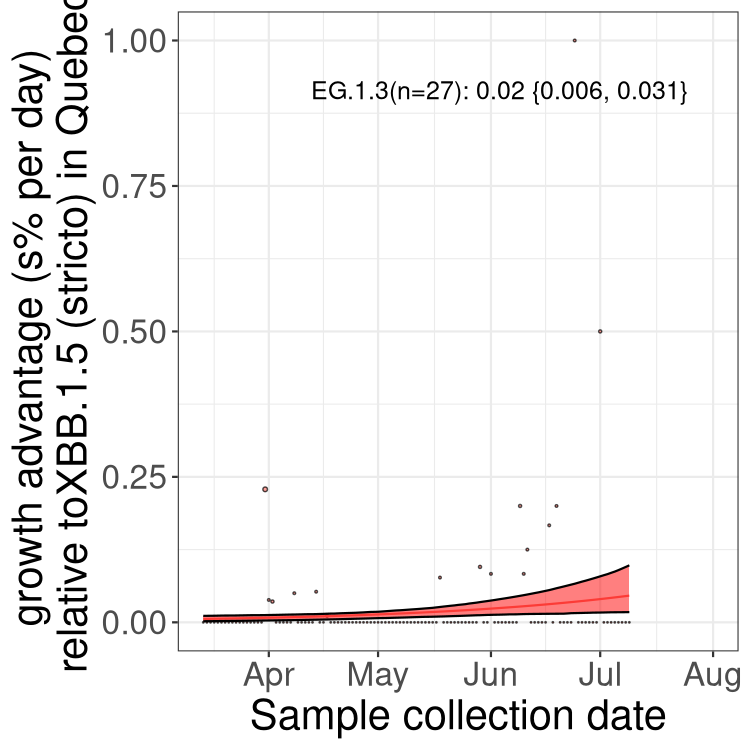 growth advantage (s% per day)
relative toXBB.1.5 (stricto) in Quebec
1.00
0.75
0.50
0.25
0.00
EG.1.3(n=27): 0.02 {0.006, 0.031}
Apr May Jun Jul Aug
Sample collection date